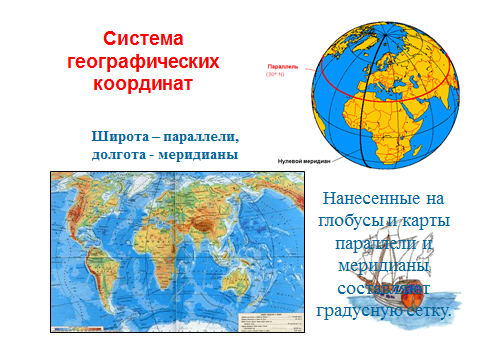 Система
географических
координат
Параллель
(30° N)
Нулевой меридиан
Широта – параллели,
долгота - меридианы
Нанесенные на
глобусы и карты
параллели и
меридианы,
составляют
градусную сетку.